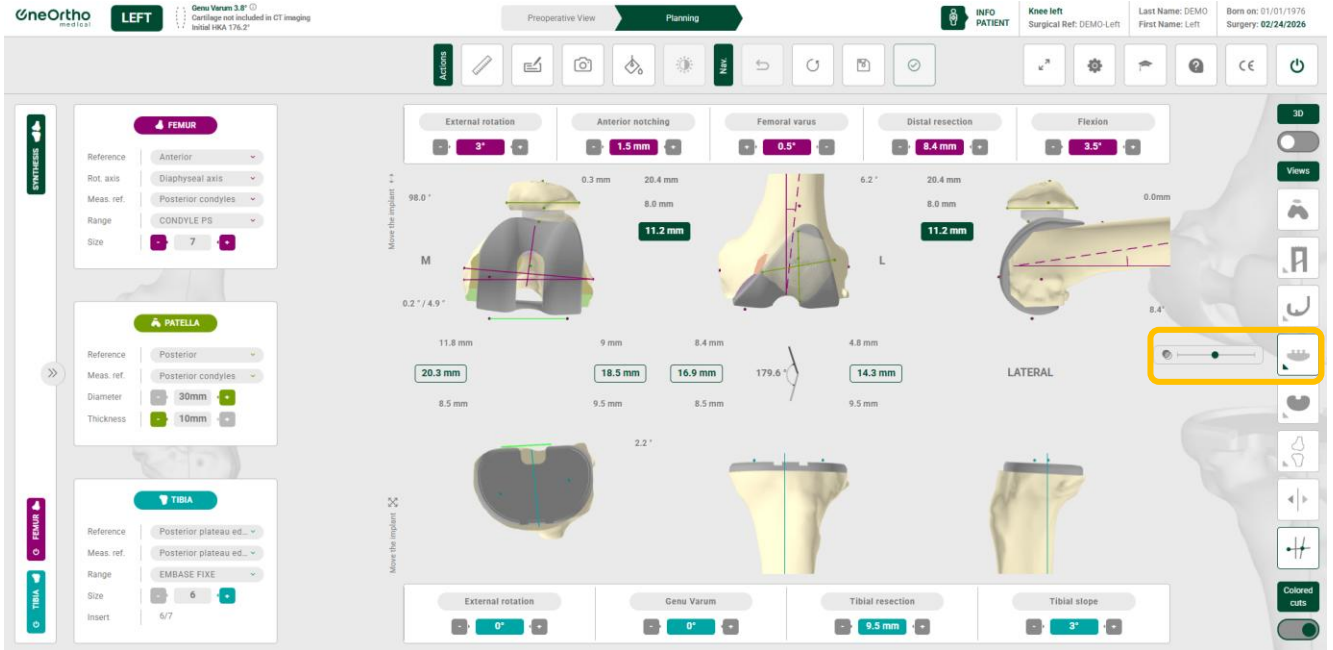 OneOrtho
medical
LEFT
Genu Varum 3.8° ⓘ
Cartilage not included in CT imaging
Initial HKA 176.2°
Preoperative View
Planning
INFO
PATIENT
Knee left
Surgical Ref: DEMO-Left
Last Name: DEMO
First Name: Left
Born on: 01/01/1976
Surgery: 02/24/2026
Actions
Nav.
CE
SYNTHESIS
FEMUR
Reference Anterior
Rot. axis Diaphyseal axis
Meas. ref. Posterior condyles
Range CONDYLE PS
Size - 7 +
PATELLA
Reference Posterior
Meas. ref. Posterior condyles
Diameter - 30mm +
Thickness - 10mm +
TIBIA
Reference Posterior plateau ed...
Meas. ref. Posterior plateau ed...
Range EMBASE FIXE
Size - 6 +
Insert 6/7
FEMUR
TIBIA
External rotation
- 3° +
Anterior notching
- 1.5 mm +
Femoral varus
+ 0.5° -
Distal resection
- 8.4 mm +
Flexion
- 3.5° +
Move the implant
98.0 °
0.3 mm
20.4 mm
8.0 mm
11.2 mm
6.2 °
20.4 mm
8.0 mm
11.2 mm
0.0mm
M
L
0.2 ° / 4.9 °
8.4°
11.8 mm
9 mm
8.4 mm
4.8 mm
20.3 mm
18.5 mm
16.9 mm
179.6 °
14.3 mm
LATERAL
8.5 mm
9.5 mm
8.5 mm
9.5 mm
2.2 °
Move the implant
External rotation
- 0° +
Genu Varum
- 0° +
Tibial resection
- 9.5 mm +
Tibial slope
- 3° +
3D
Views
Colored
cuts